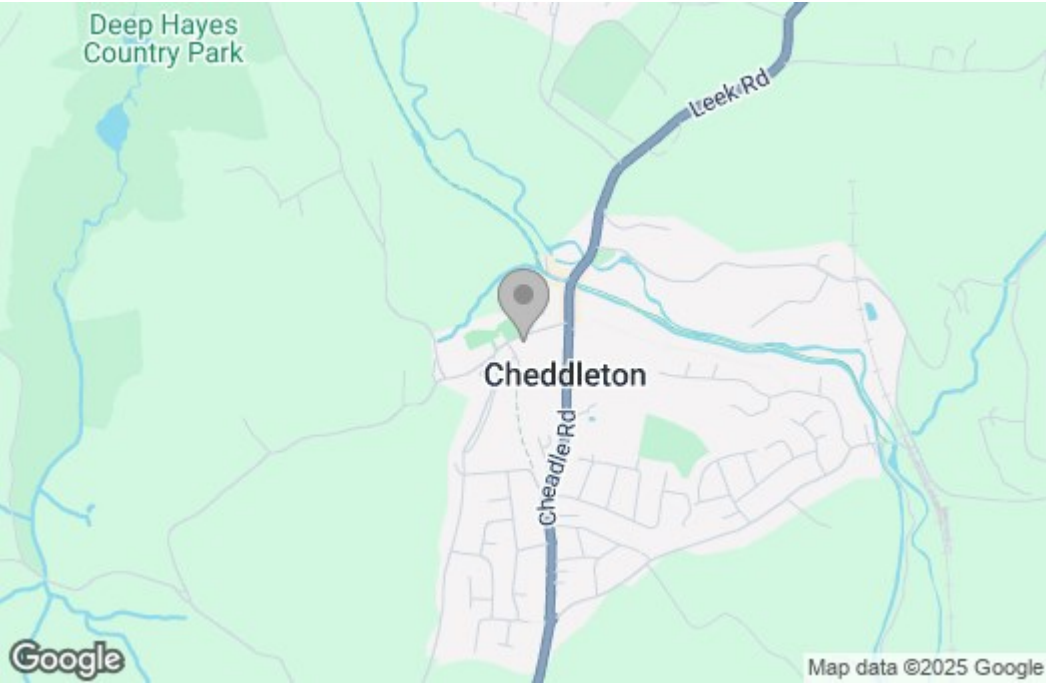 Deep Hayes
Country Park
Leek Rd
Cheddleton
Cheadle Rd
Google
Map data ©2025 Google